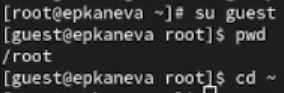 [root@epkaneva ~]# su guest
[guest@epkaneva root]$ pwd
/root
[guest@epkaneva root]$ cd ~